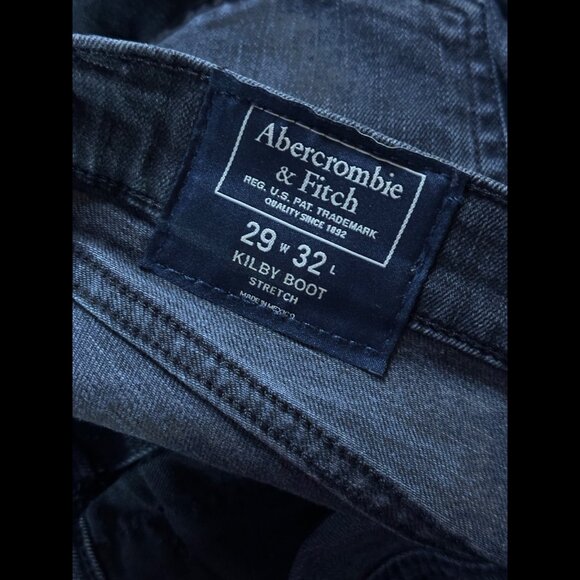 Abercrombie
& Fitch
REG. U.S. PAT. TRADEMARK
QUALITY SINCE 1892
29 W 32 L
KILBY BOOT
STRETCH
MADE IN MEXICO